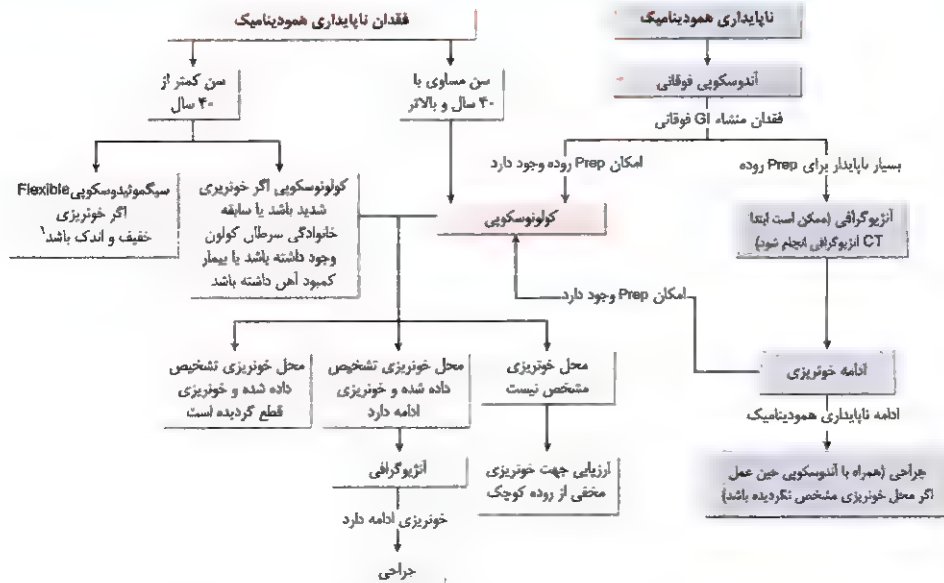 ناپایداری همودینامیک
فقدان ناپایداری همودینامیک
آندوسکوپی فوقانی
سن مساوی با
۴۰ سال و بالاتر
سن کمتر از
۴۰ سال
فقدان منشاء GI فوقانی
بسیار ناپایدار برای Prep روده
امکان Prep روده وجود دارد
آنژیوگرافی (ممکن است ابتدا
CT آنژیوگرافی انجام شود)
کولونوسکوپی
کولونوسکوپی اگر خونریزی
شدید باشد یا سابقه
خانوادگی سرطان کولون
وجود داشته باشد یا بیمار
کمبود آهن داشته باشد
سیگموئیدوسکوپی Flexible
اگر خونریزی
خفیف و اندک باشد۱
امکان Prep وجود دارد
ادامه خونریزی
محل خونریزی
مشخص نیست
محل خونریزی تشخیص
داده شده و خونریزی
ادامه دارد
محل خونریزی تشخیص
داده شده و خونریزی
قطع گردیده است
ادامه ناپایداری همودینامیک
جراحی (همراه با آندوسکوپی حین عمل
اگر محل خونریزی مشخص نگردیده باشد)
ارزیابی جهت خونریزی
مخفی از روده کوچک
آنژیوگرافی
خونریزی ادامه دارد
جراحی